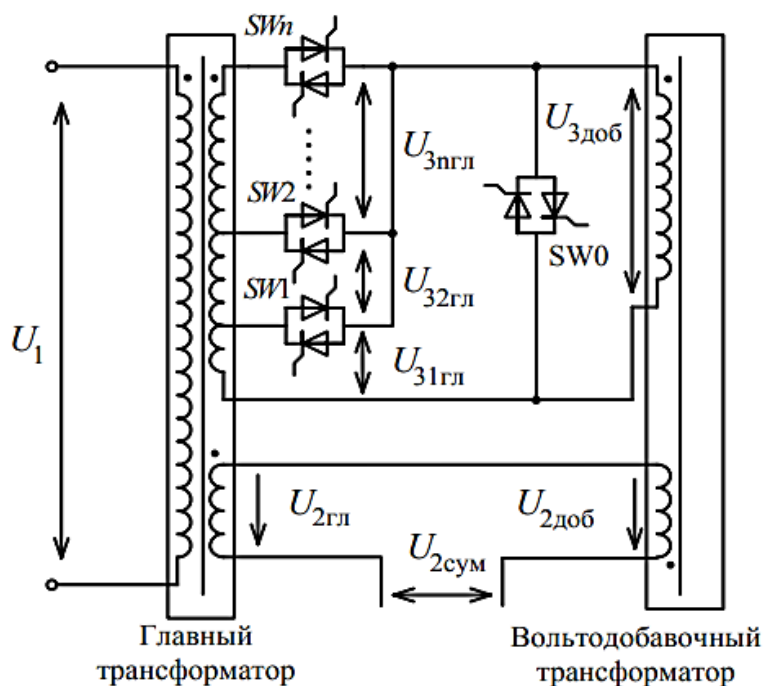 SWn
U3nгл
U3доб
SW2
SW0
SW1
U32гл
U1
U31гл
U2гл
U2доб
U2сум
Главный
трансформатор
Вольтодобавочный
трансформатор